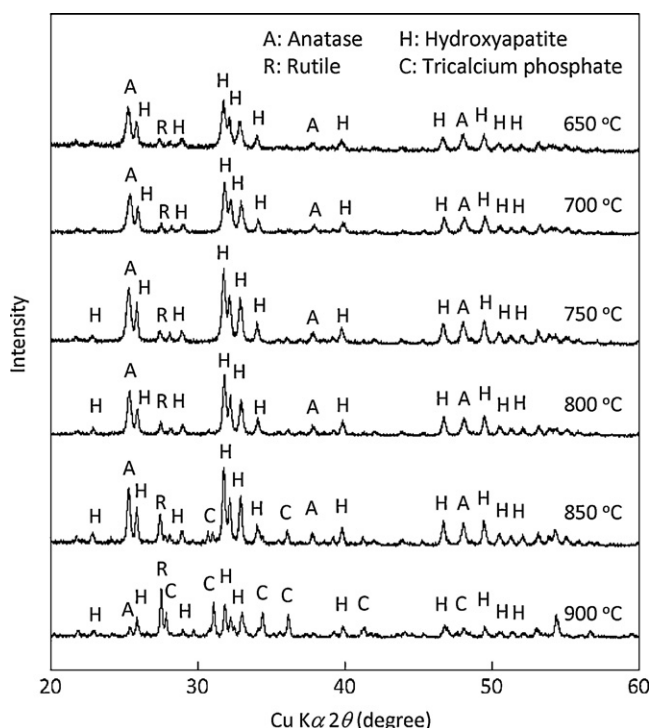 A: Anatase H: Hydroxyapatite
R: Rutile C: Tricalcium phosphate
A H R H H H H A H H A H H H 650 °C
A H R H H H H A H H A H H H 700 °C
H A H R H H H H A H H A H H H 750 °C
H A H R H H H H A H H A H H H 800 °C
H A H R H C H H H C A H H A H H H 850 °C
H A H R C H C H H C C H C H C H H H 900 °C
Intensity
20 30 40 50 60
Cu Kα 2θ (degree)